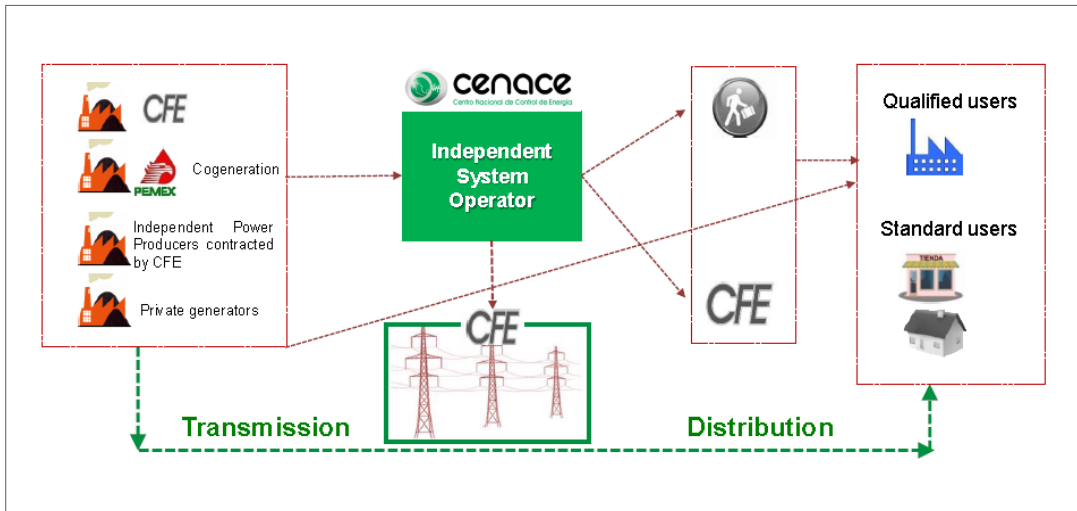 CFE
PEMEX
Cogeneration
Independent Power
Producers contracted
by CFE
Private generators
cenace
Centro Nacional de Control de Energía
Independent
System
Operator
CFE
CFE
Qualified users
Standard users
TIENDA
Transmission
Distribution